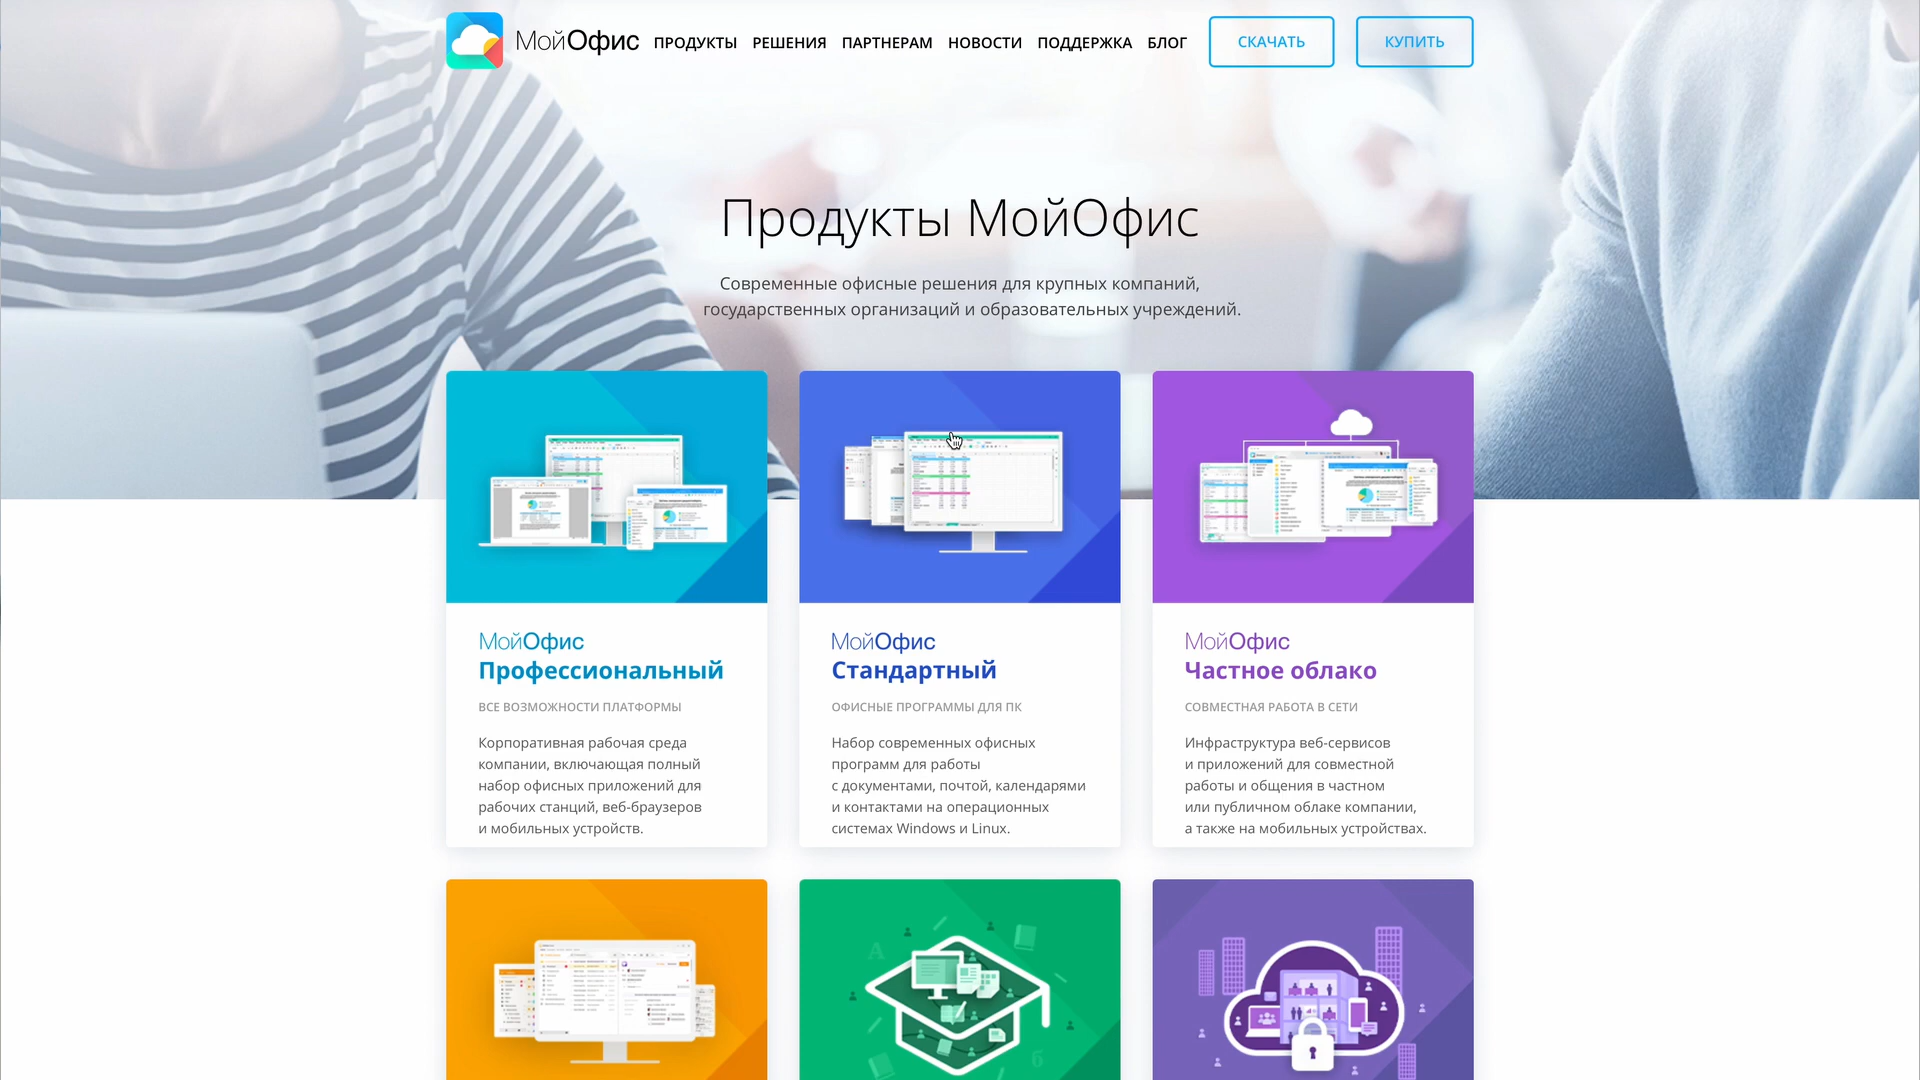 МойОфис ПРОДУКТЫ РЕШЕНИЯ ПАРТНЕРАМ НОВОСТИ ПОДДЕРЖКА БЛОГ СКАЧАТЬ КУПИТЬ
Продукты МойОфис
Современные офисные решения для крупных компаний,
государственных организаций и образовательных учреждений.
МойОфис
Профессиональный
ВСЕ ВОЗМОЖНОСТИ ПЛАТФОРМЫ
Корпоративная рабочая среда
компании, включающая полный
набор офисных приложений для
рабочих станций, веб-браузеров
и мобильных устройств.
МойОфис
Стандартный
ОФИСНЫЕ ПРОГРАММЫ ДЛЯ ПК
Набор современных офисных
программ для работы
с документами, почтой, календарями
и контактами на операционных
системах Windows и Linux.
МойОфис
Частное облако
СОВМЕСТНАЯ РАБОТА В СЕТИ
Инфраструктура веб-сервисов
и приложений для совместной
работы и общения в частном
или публичном облаке компании,
а также на мобильных устройствах.